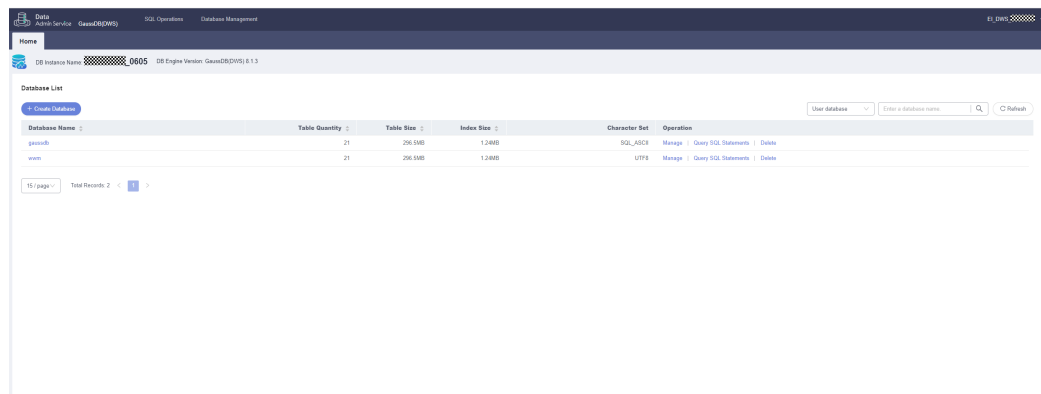 Data
Admin Service GaussDB(DWS) SQL Operations Database Management EI_DWS_
Home
DB Instance Name: _0605 DB Engine Version: GaussDB(DWS) 8.1.3
Database List
+ Create Database User database Enter a database name Refresh
Database Name Table Quantity Table Size Index Size Character Set Operation
gaussdb 21 296.5MB 1.24MB SQL_ASCII Manage | Query SQL Statements | Delete
wwm 21 296.5MB 1.24MB UTF8 Manage | Query SQL Statements | Delete
15 / page Total Records: 2 < 1 >